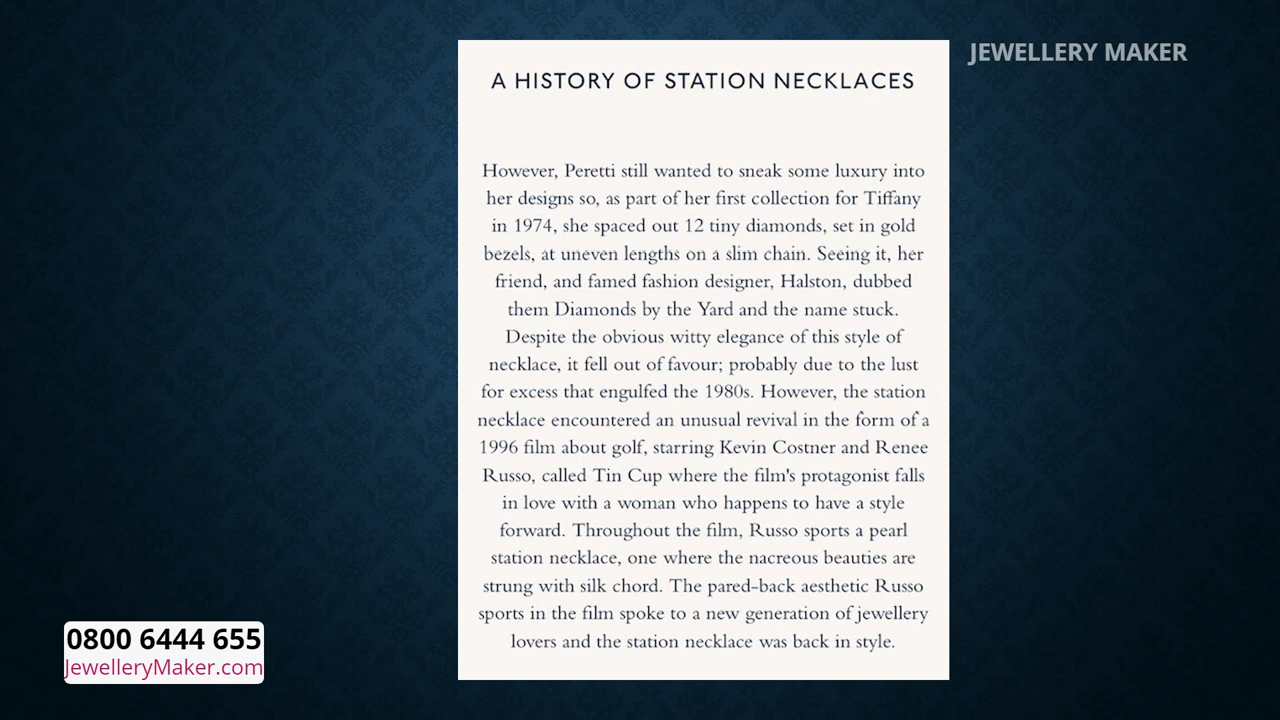 JEWELLERY MAKER
A HISTORY OF STATION NECKLACES
However, Peretti still wanted to sneak some luxury into
her designs so, as part of her first collection for Tiffany
in 1974, she spaced out 12 tiny diamonds, set in gold
bezels, at uneven lengths on a slim chain. Seeing it, her
friend, and famed fashion designer, Halston, dubbed
them Diamonds by the Yard and the name stuck.
Despite the obvious witty elegance of this style of
necklace, it fell out of favour; probably due to the lust
for excess that engulfed the 1980s. However, the station
necklace encountered an unusual revival in the form of a
1996 film about golf, starring Kevin Costner and Renee
Russo, called Tin Cup where the film's protagonist falls
in love with a woman who happens to have a style
forward. Throughout the film, Russo sports a pearl
station necklace, one where the nacreous beauties are
strung with silk chord. The pared-back aesthetic Russo
sports in the film spoke to a new generation of jewellery
lovers and the station necklace was back in style.
0800 6444 655
JewelleryMaker.com